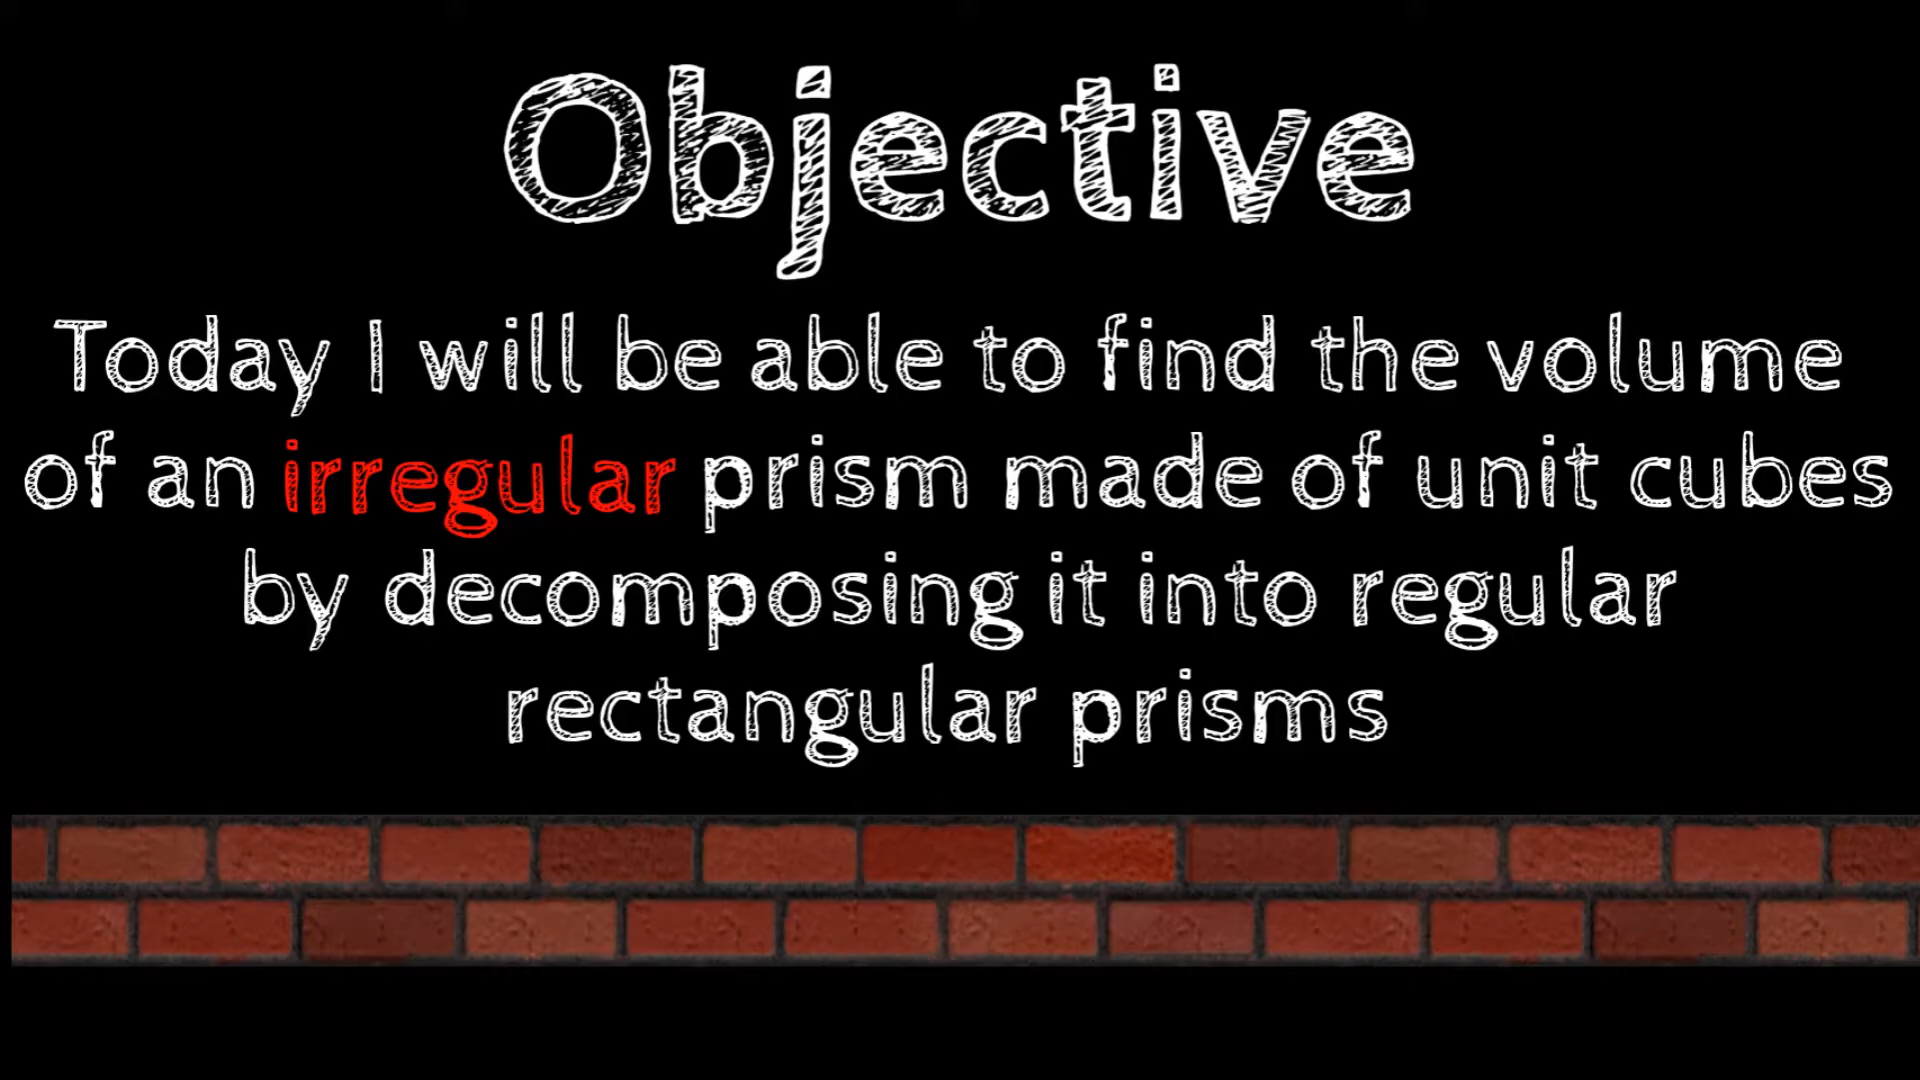 Objective
Today I will be able to find the volume
of an irregular prism made of unit cubes
by decomposing it into regular
rectangular prisms